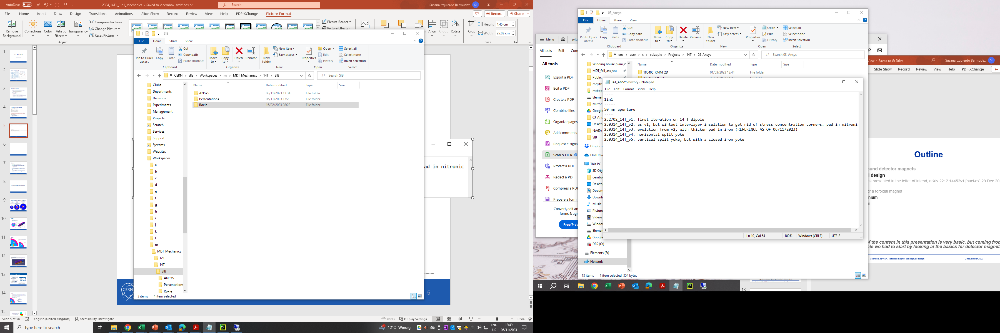 AutoSave Off
2304_14T+_1in1_Mechanics • Saved to \\cernbox-smb\eos
Search
Susana Izquierdo Bermudez SI
File Home Insert Draw Design Transitions Animations Slide Show Record Review View Help PDF-XChange Picture Format
Record Share
Remove Background
Corrections
Color
Artistic Effects
Transparency
Compress Pictures
Change Picture
Reset Picture
Adjust
Picture Border
Picture Effects
Align
Group
Rotate
Crop
Height: 4.45 cm
Width: 25.82 cm
Size
SIB
File Home Share View
Pin to Quick access
Copy
Paste
Cut
Copy path
Paste shortcut
Clipboard
Move to
Copy to
Delete
Rename
Organize
New folder
New item
Easy access
New
Properties
Open
Edit
History
Open
Select all
Select none
Invert selection
Select
CERN › dfs › Workspaces › m › MDT_Mechanics › 14T › SIB
Search SIB
Name Date modified Type Size
ANSYS 06/11/2023 13:34 File folder
Persentations 06/11/2023 13:20 File folder
Roxie 16/02/2023 08:22 File folder
Clubs
Departments
Divisions
Experiments
Management
Projects
Scratch
Services
Support
Systems
Websites
Workspaces
a
b
c
d
e
f
g
h
i
j
k
l
m
MDT_Mechanics
12T
14T
SIB
ANSYS
Persentations
Roxie
3 items 1 item selected
1
2
3
4
5
6
7
8
9
10
11
12
13
14
15
ad in nitronic
CERN
5
Slide 5 of 58 English (United Kingdom) Accessibility: Investigate
Notes Display Settings 125%
Type here to search
12°C Windig
ENG US
13:49
06/11/2023
Menu
All tools Edit
All tools
Export a PDF
Edit a PDF
Create a PDF
Combine files
Organize pages
Add comments
Request e-signa
Scan & OCR
Protect a PDF
Redact a PDF
Compress a PDF
Prepare a form
Convert, edit an
forms & agr
Free 7-da
03_Ansys
File Home Share View
Pin to Quick access
Copy
Paste
Cut
Copy path
Paste shortcut
Clipboard
Move to
Copy to
Delete
Rename
Organize
New folder
New item
Easy access
New
Properties
Open
Edit
History
Open
Select all
Select none
Invert selection
Select
eos › user › s › suizquie › Projects › 14T › 03_Ansys
Search 03_Ansys
Name Date modified Type Size
180405_RMM_2D 01/03/2023 13:44 File folder
Winding house plan
MDT_fell_ass_stu
Public
mqxfb
mtbop
Elemen
Mirror
Google
03_Ans
Deskto
NA60+
SIB
Dropbox
OneDrive
This PC
3D Obj
cernbo
Deskto
Docum
Downlo
Music
Picture
Videos
Window
Elemen
Google
DFS (G:)
Elements (E:)
Network
13 items 1 item selected 354 bytes
14T_ANSYS.history - Notepad
File Edit Format View Help
----
1in1
-----
50 mm aperture
----
232702_14T_v1: first iteration on 14 T dipole
230314_14T_v2: as v1, but wihtout interlayer insulation to get rid of stress concentration corners. pad in nitroni
230314_14T_v3: evolution from v2, with thicker pad in iron (REFERENCE AS OF 06/11/2023)
230314_14T_v4: horizontal split yoke
230314_14T_v5: vertical split yoke, but with a closed iron yoke
Ln 10, Col 64 100% Windows (CRLF) UTF-8
View • Saved to G: Drive
Susana Izquierdo Bermudez SI
Slide Show Record Review View Help PDF-XChange
Outline
ound detector magnets
l design
as presented in the letter of intend, arXiv:2212.14452v1 [nucl-ex] 29 Dec 20
or a toroidal magnet
nium
n
f the content in this presentation is very basic, but coming from
ets we had to start by looking at the basics for detector magnet
. Milanese /NA60+. Toroidal magnet conceptual design
2 November 2023
13